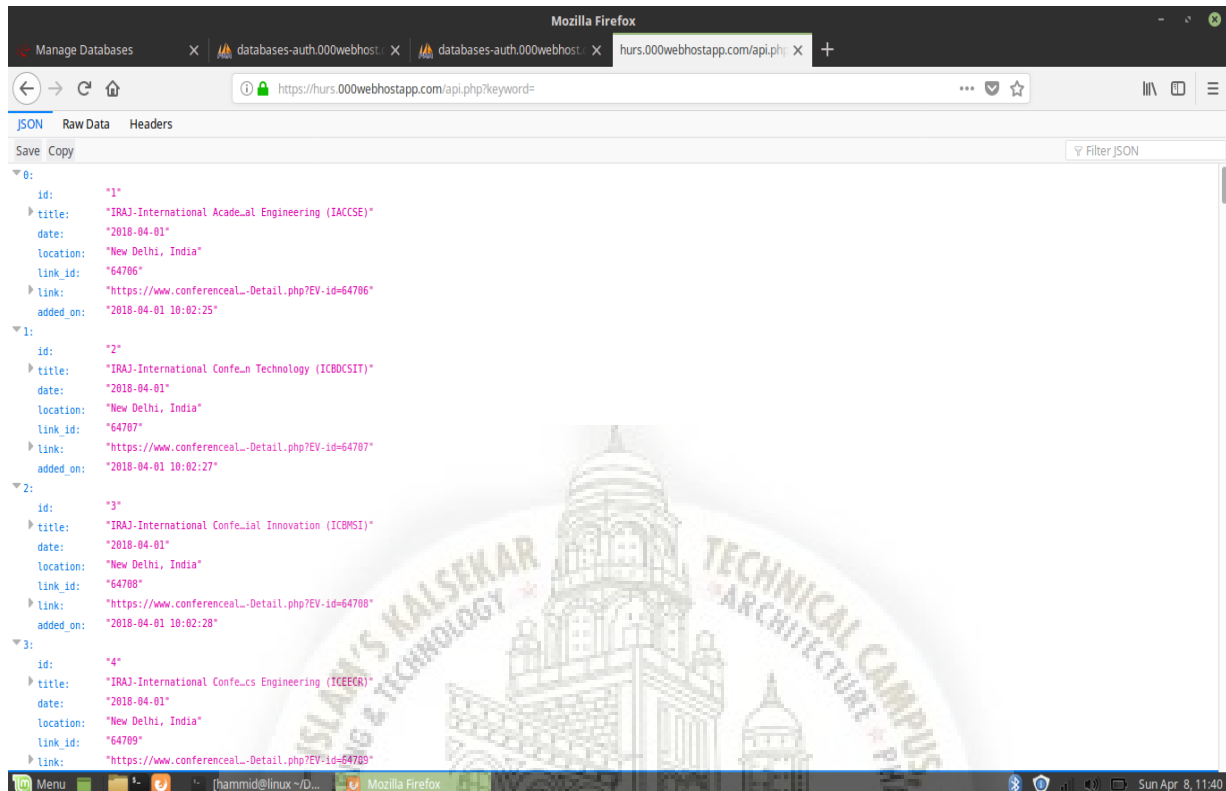 Mozilla Firefox
Manage Databases databases-auth.000webhost.c databases-auth.000webhost.c hurs.000webhostapp.com/api.php
https://hurs.000webhostapp.com/api.php?keyword=
JSON Raw Data Headers
Save Copy Filter JSON
0:
id: "1"
title: "IRAJ-International Acade…al Engineering (IACCSE)"
date: "2018-04-01"
location: "New Delhi, India"
link_id: "64706"
link: "https://www.conferenceal…-Detail.php?EV-id=64706"
added_on: "2018-04-01 10:02:25"
1:
id: "2"
title: "IRAJ-International Confe…n Technology (ICBDCSIT)"
date: "2018-04-01"
location: "New Delhi, India"
link_id: "64707"
link: "https://www.conferenceal…-Detail.php?EV-id=64707"
added_on: "2018-04-01 10:02:27"
2:
id: "3"
title: "IRAJ-International Confe…ial Innovation (ICBMSI)"
date: "2018-04-01"
location: "New Delhi, India"
link_id: "64708"
link: "https://www.conferenceal…-Detail.php?EV-id=64708"
added_on: "2018-04-01 10:02:28"
3:
id: "4"
title: "IRAJ-International Confe…cs Engineering (ICEECR)"
date: "2018-04-01"
location: "New Delhi, India"
link_id: "64709"
link: "https://www.conferenceal…-Detail.php?EV-id=64709"
ISLAM'S KALSEKAR TECHNICAL CAMPUS
& TECHNOLOGY ARCHITECTURE
Menu [hammid@linux ~/D... Mozilla Firefox Sun Apr 8, 11:40